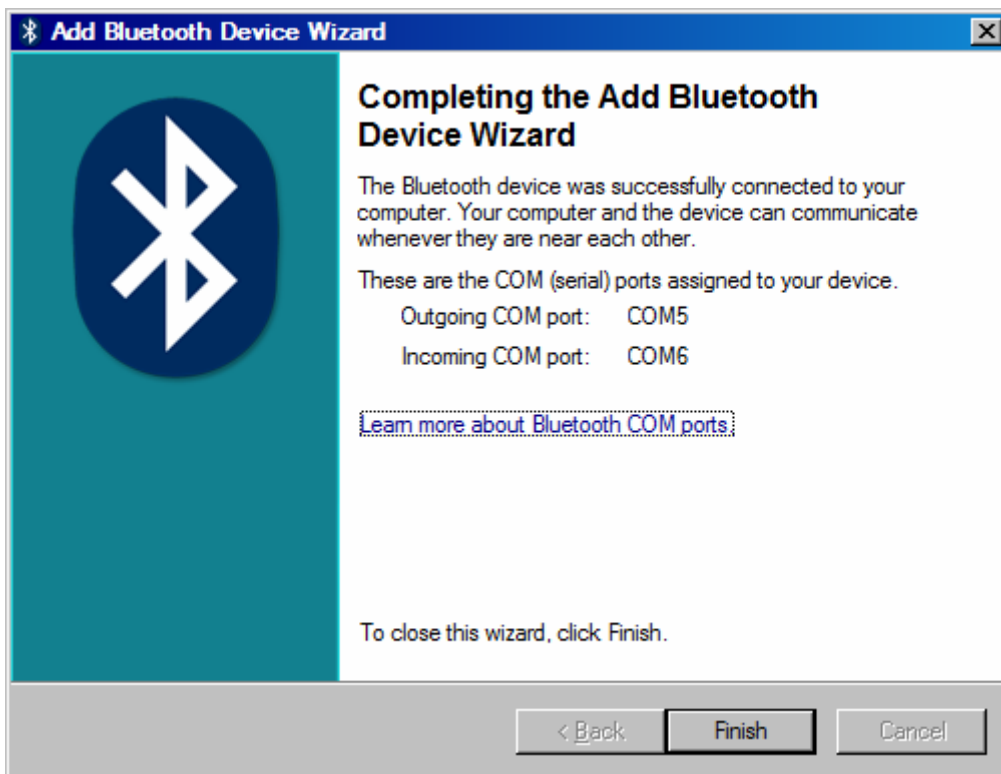 Add Bluetooth Device Wizard
Completing the Add Bluetooth
Device Wizard
The Bluetooth device was successfully connected to your
computer. Your computer and the device can communicate
whenever they are near each other.
These are the COM (serial) ports assigned to your device.
Outgoing COM port: COM5
Incoming COM port: COM6
Learn more about Bluetooth COM ports.
To close this wizard, click Finish.
< Back Finish Cancel